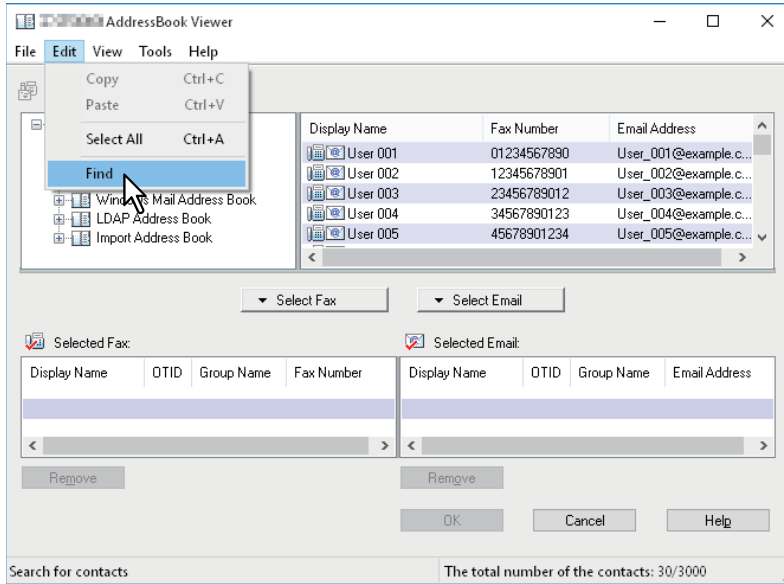 AddressBook Viewer
File Edit View Tools Help
Copy Ctrl+C
Paste Ctrl+V
Select All Ctrl+A
Find
Windows Mail Address Book
LDAP Address Book
Import Address Book
Display Name Fax Number Email Address
User 001 01234567890 User_001@example.c...
User 002 12345678901 User_002@example.c...
User 003 23456789012 User_003@example.c...
User 004 34567890123 User_004@example.c...
User 005 45678901234 User_005@example.c...
Select Fax Select Email
Selected Fax: Selected Email:
Display Name OTID Group Name Fax Number Display Name OTID Group Name Email Address
Remove Remove
OK Cancel Help
Search for contacts The total number of the contacts: 30/3000